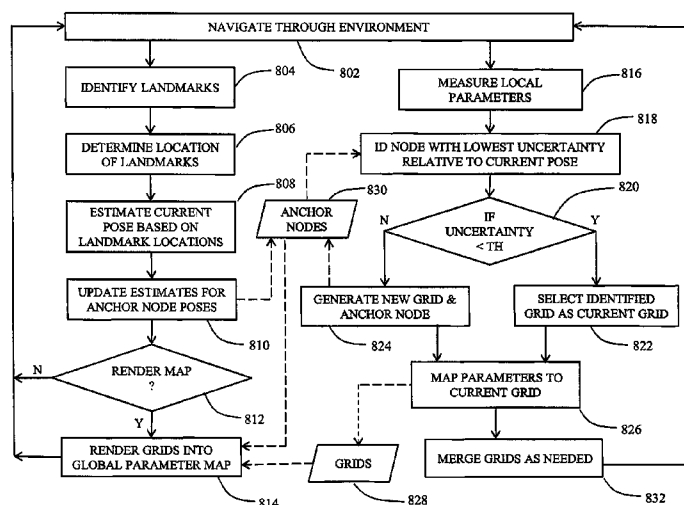 NAVIGATE THROUGH ENVIRONMENT
802
804
IDENTIFY LANDMARKS
806
DETERMINE LOCATION
OF LANDMARKS
808
ESTIMATE CURRENT
POSE BASED ON
LANDMARK LOCATIONS
UPDATE ESTIMATES FOR
ANCHOR NODE POSES
810
N
RENDER MAP
?
812
Y
RENDER GRIDS INTO
GLOBAL PARAMETER MAP
814
830
ANCHOR
NODES
GRIDS
828
816
MEASURE LOCAL
PARAMETERS
818
ID NODE WITH LOWEST UNCERTAINTY
RELATIVE TO CURRENT POSE
820
N
IF
UNCERTAINTY
< TH
Y
GENERATE NEW GRID &
ANCHOR NODE
824
SELECT IDENTIFIED
GRID AS CURRENT GRID
822
MAP PARAMETERS TO
CURRENT GRID
826
MERGE GRIDS AS NEEDED
832